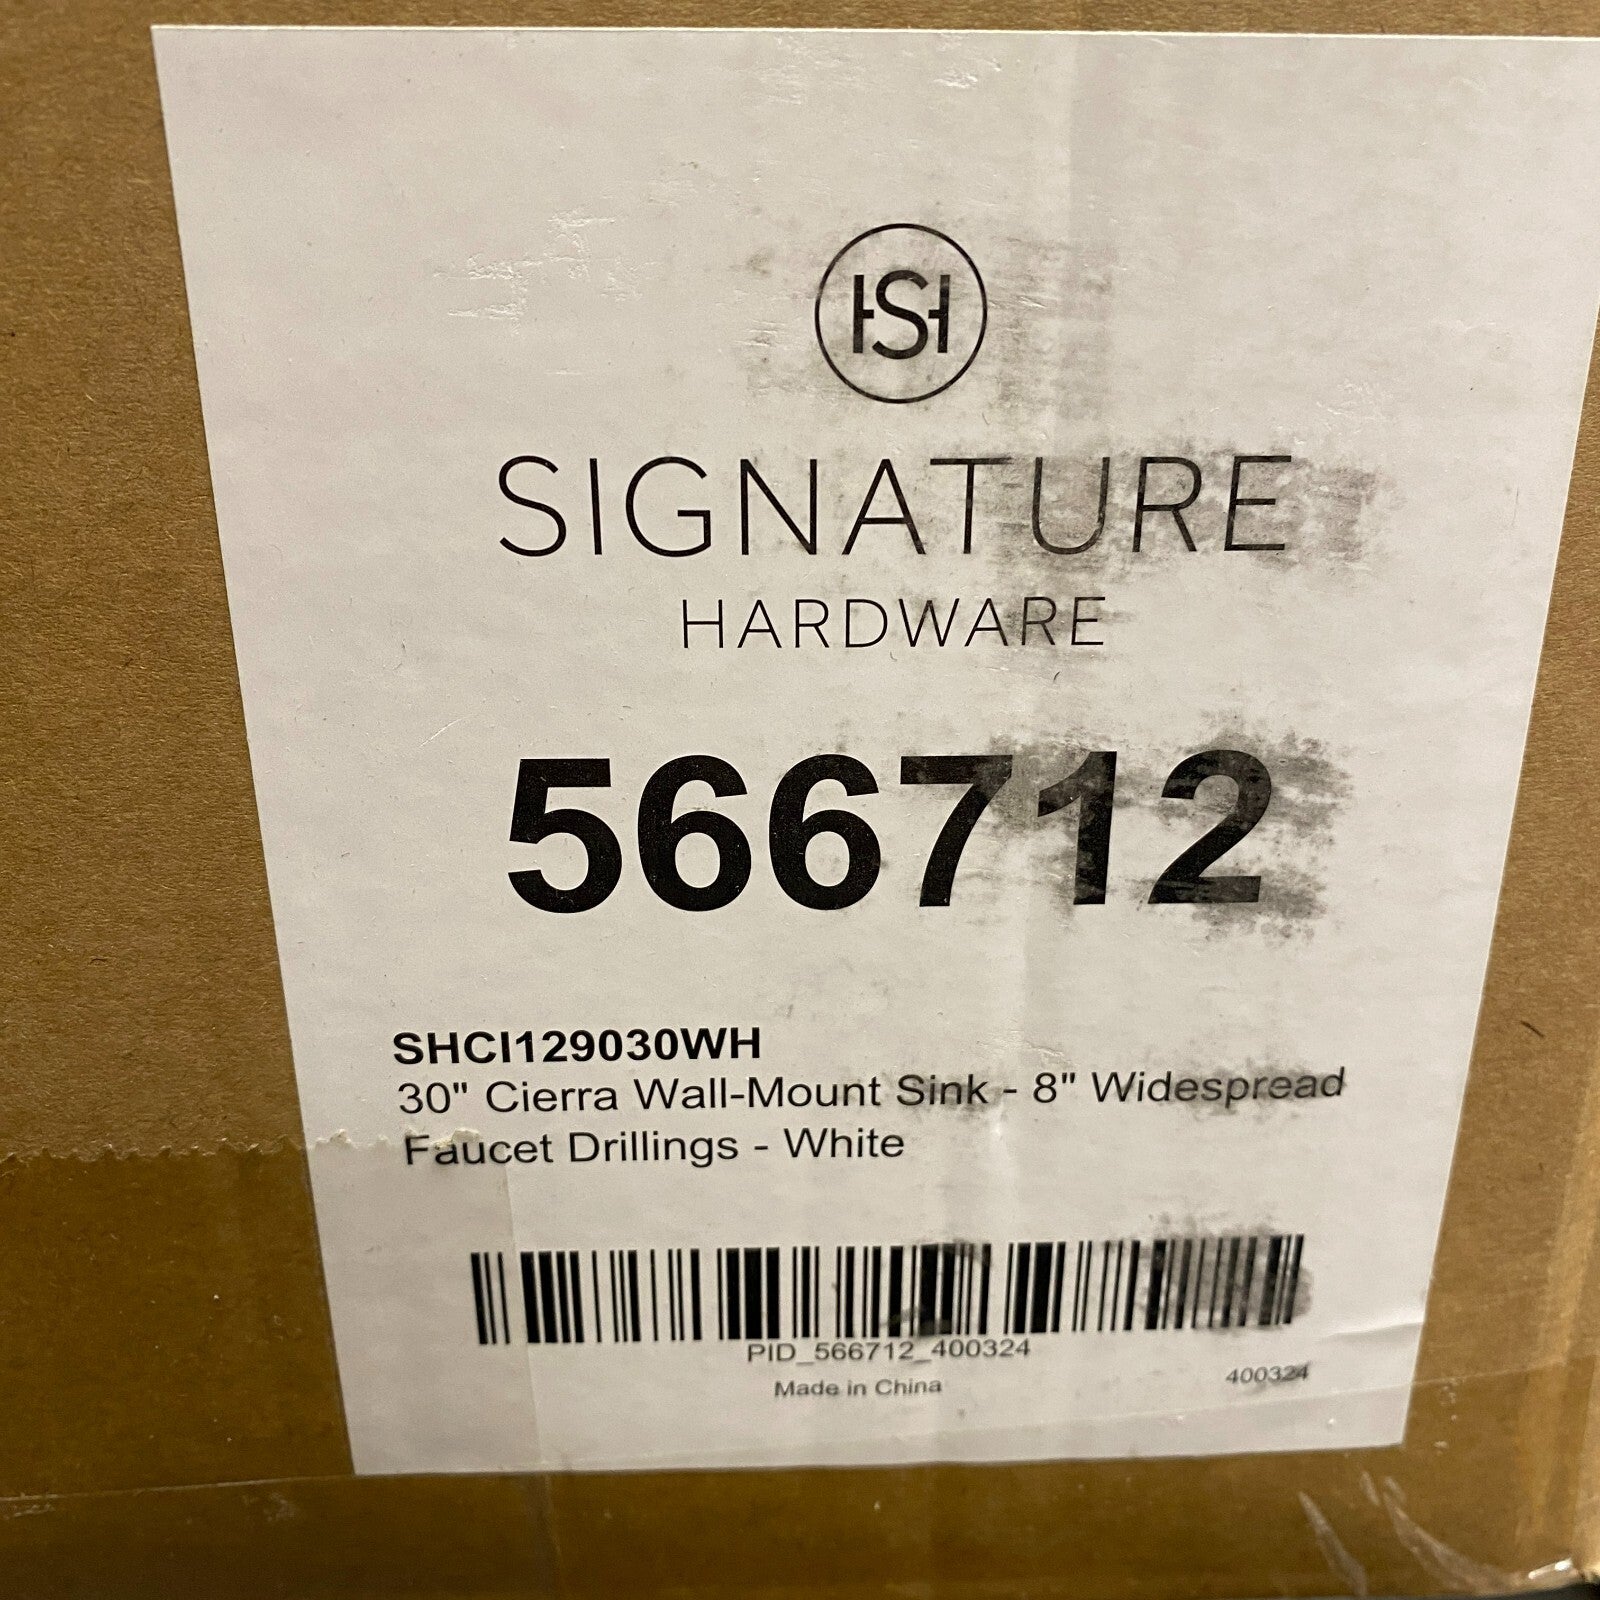 HSH
SIGNATURE
HARDWARE
566712
SHCI129030WH
30" Cierra Wall-Mount Sink - 8" Widespread
Faucet Drillings - White
PID_566712_400324
Made in China
400324